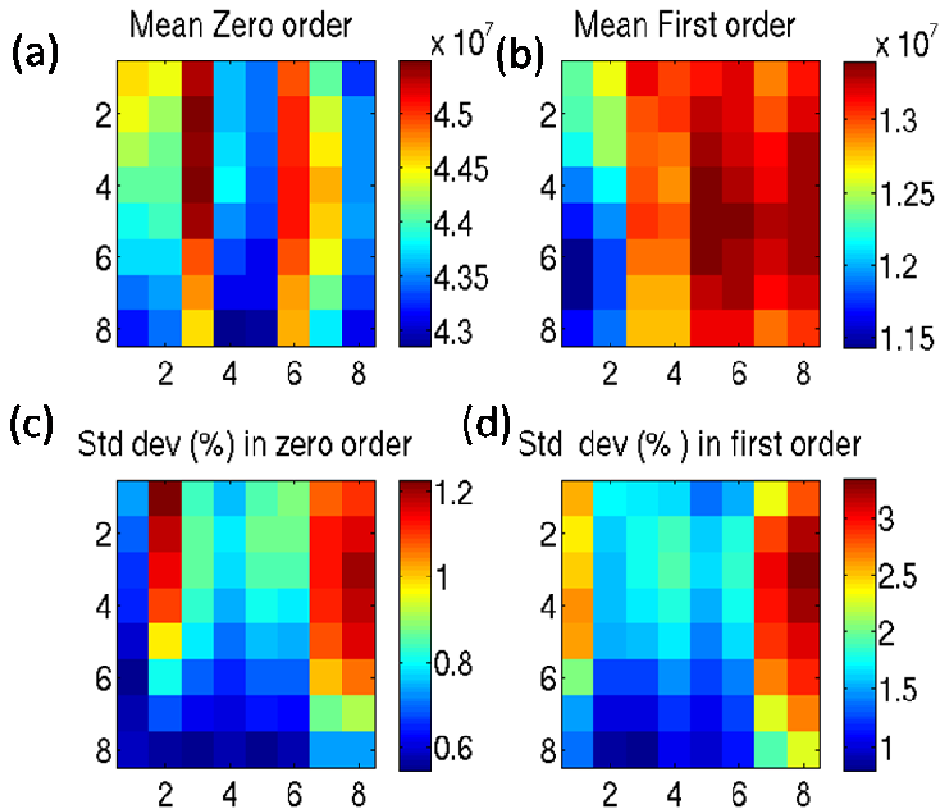 (a) Mean Zero order
x 10^7
2
4
6
8
2 4 6 8
4.5
4.45
4.4
4.35
4.3
(b) Mean First order
x 10^7
2
4
6
8
2 4 6 8
1.3
1.25
1.2
1.15
(c)
Std dev (%) in zero order
2
4
6
8
2 4 6 8
1.2
1
0.8
0.6
(d)
Std dev (% ) in first order
2
4
6
8
2 4 6 8
3
2.5
2
1.5
1